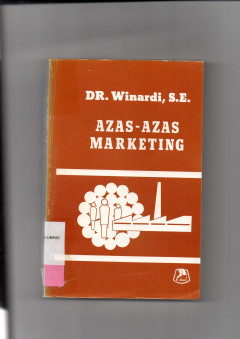 DR. Winardi, S.E.
AZAS-AZAS
MARKETING